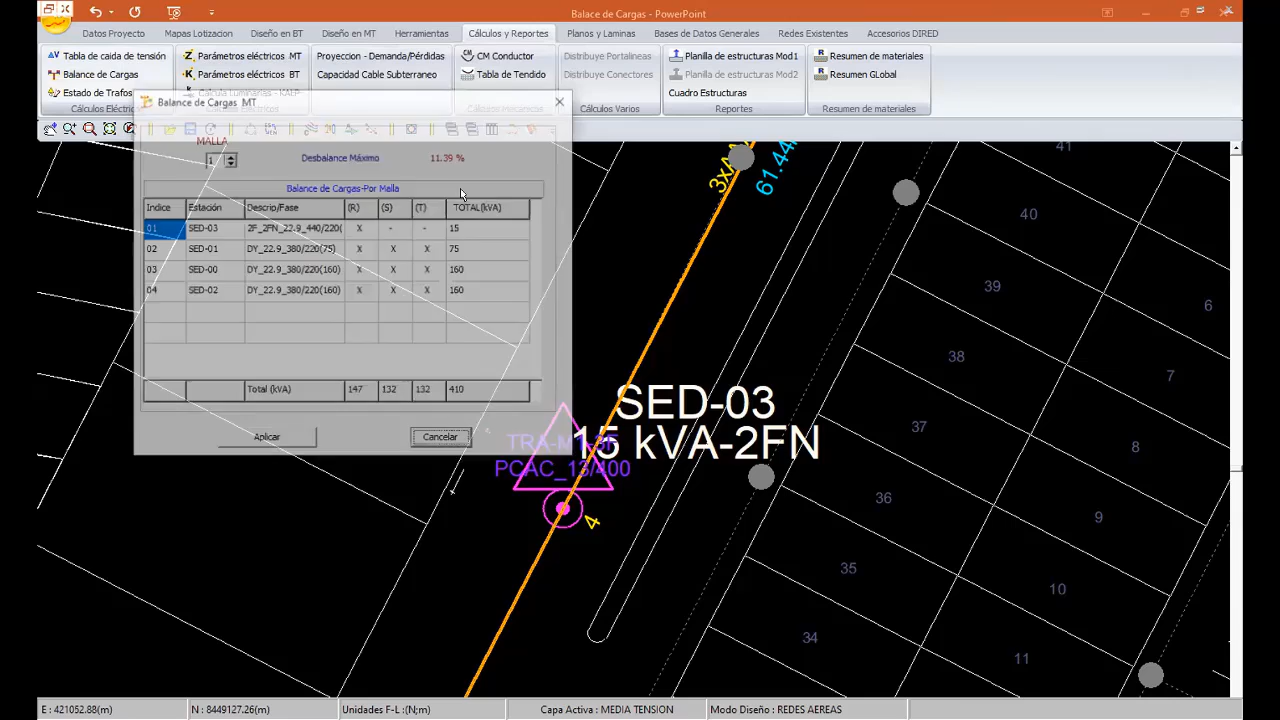 Balace de Cargas - PowerPoint
Datos Proyecto
Mapas Lotizacion
Diseño en BT
Diseño en MT
Herramientas
Cálculos y Reportes
Planos y Laminas
Bases de Datos Generales
Redes Existentes
Accesorios DIRED
Tabla de caida de tensión
Parámetros eléctricos MT
Proyeccion - Demanda/Pérdidas
CM Conductor
Distribuye Portalineas
Planilla de estructuras Mod1
Resumen de materiales
Balance de Cargas
Parámetros eléctricos BT
Capacidad Cable Subterraneo
Tabla de Tendido
Distribuye Conectores
Planilla de estructuras Mod2
Resumen GLobal
Estado de Trafos
Calcula Luminarias - KALP
Cuadro Estructuras
Cálculos Varios
Reportes
Resumen de materiales
Balance de Cargas MT
MALLA
1
Desbalance Máximo
11.39 %
Balance de Cargas-Por Malla
Indice Estación Descrip/Fase (R) (S) (T) TOTAL(kVA)
01 SED-03 2F_2FN_22.9_440/220( X - - 15
02 SED-01 DY_22.9_380/220(75) X X X 75
03 SED-00 DY_22.9_380/220(160) X X X 160
04 SED-02 DY_22.9_380/220(160) X X X 160
Total (kVA) 147 132 132 410
Aplicar
Cancelar
61.44
SED-03
15 kVA-2FN
PCAC_13/400
4
41
40
39
38
37
36
35
34
6
7
8
9
10
11
E : 421052.88(m)
N : 8449127.26(m)
Unidades F-L :(N;m)
Capa Activa : MEDIA TENSION
Modo Diseño : REDES AEREAS